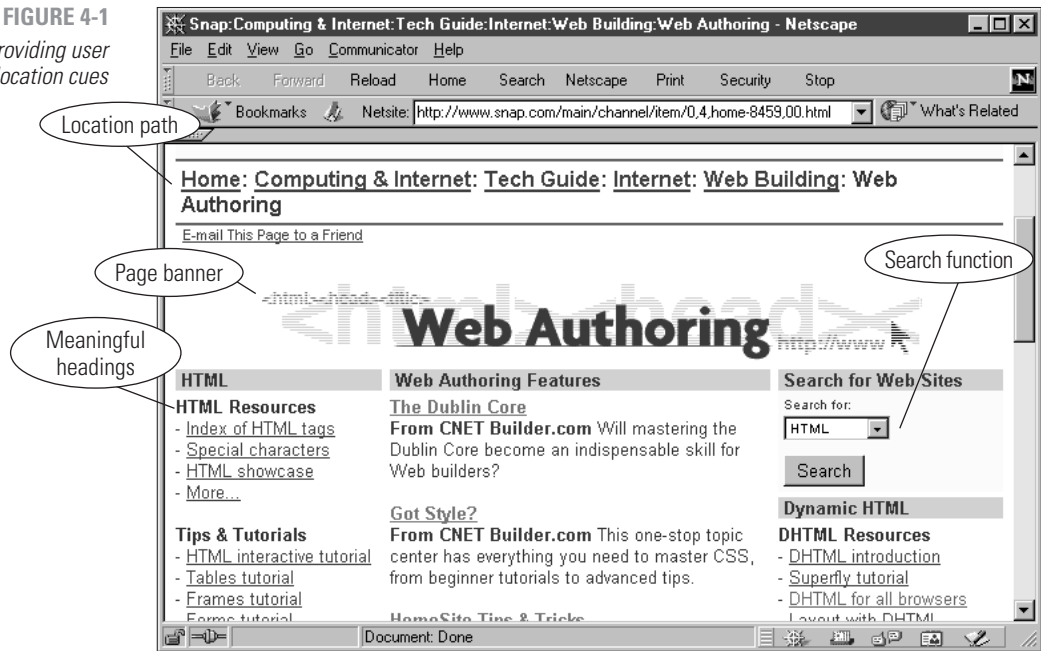 FIGURE 4-1
roviding user
location cues
Snap:Computing & Internet:Tech Guide:Internet:Web Building:Web Authoring - Netscape
File Edit View Go Communicator Help
Back Forward Reload Home Search Netscape Print Security Stop
N
Bookmarks Netsite: http://www.snap.com/main/channel/item/0,4,home-8459,00.html What's Related
Location path
Home: Computing & Internet: Tech Guide: Internet: Web Building: Web
Authoring
E-mail This Page to a Friend
Page banner
Search function
Web Authoring
http://www
Meaningful
headings
HTML
HTML Resources
- Index of HTML tags
- Special characters
- HTML showcase
- More...
Tips & Tutorials
- HTML interactive tutorial
- Tables tutorial
- Frames tutorial
- Forms tutorial
Web Authoring Features
The Dublin Core
From CNET Builder.com Will mastering the
Dublin Core become an indispensable skill for
Web builders?
Got Style?
From CNET Builder.com This one-stop topic
center has everything you need to master CSS,
from beginner tutorials to advanced tips.
HomeSite Tips & Tricks
Search for Web Sites
Search for:
HTML
Search
Dynamic HTML
DHTML Resources
- DHTML introduction
- Superfly tutorial
- DHTML for all browsers
- Layout with DHTML
Document: Done